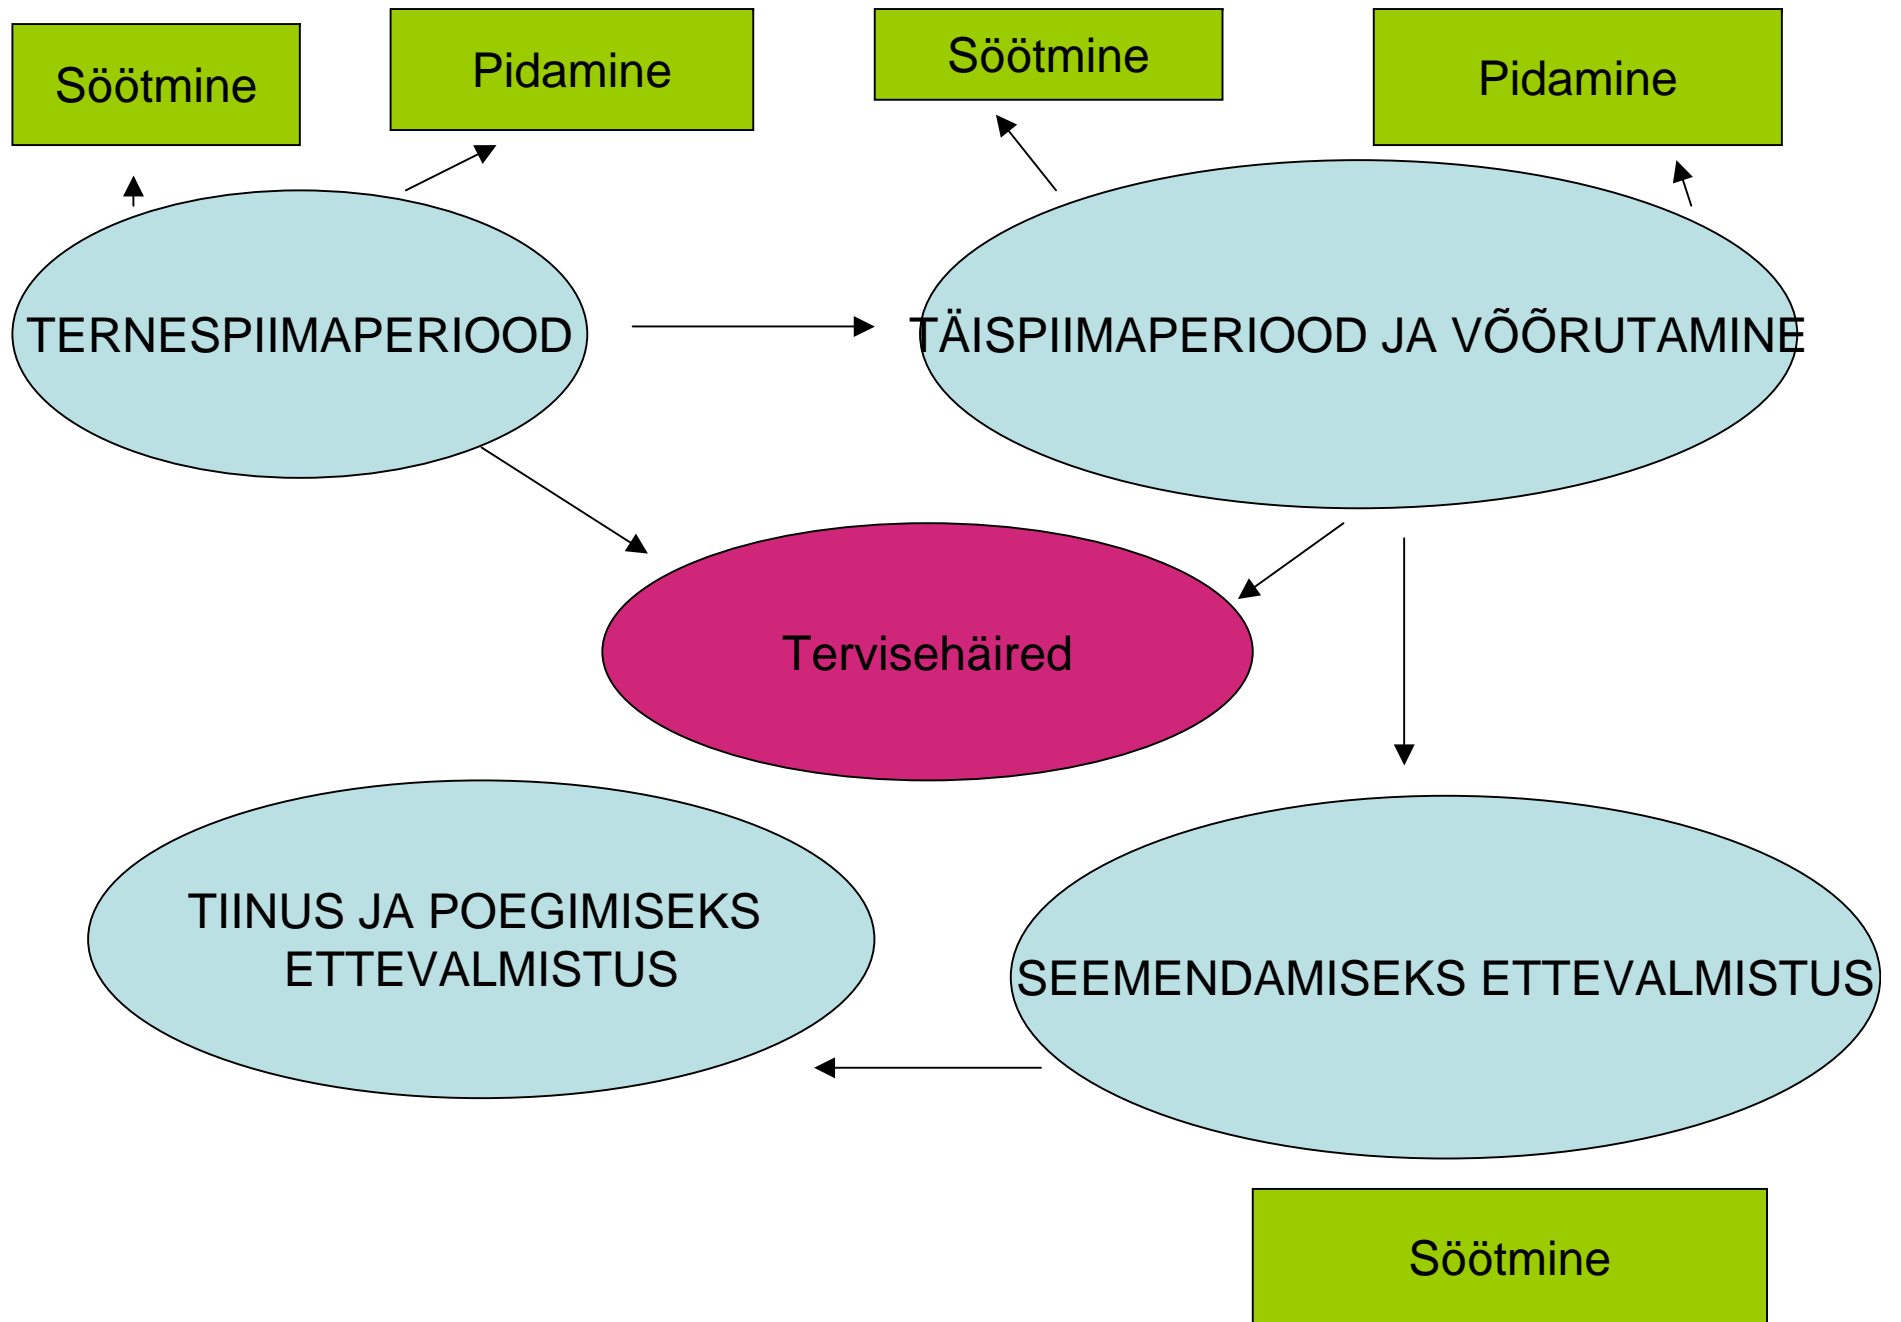 Söötmine
Pidamine
Söötmine
Pidamine
TERNESPIIMAPERIOOD
TÄISPIIMAPERIOOD JA VÕÕRUTAMINE
Tervisehäired
TIINUS JA POEGIMISEKS
ETTEVALMISTUS
SEEMENDAMISEKS ETTEVALMISTUS
Söötmine